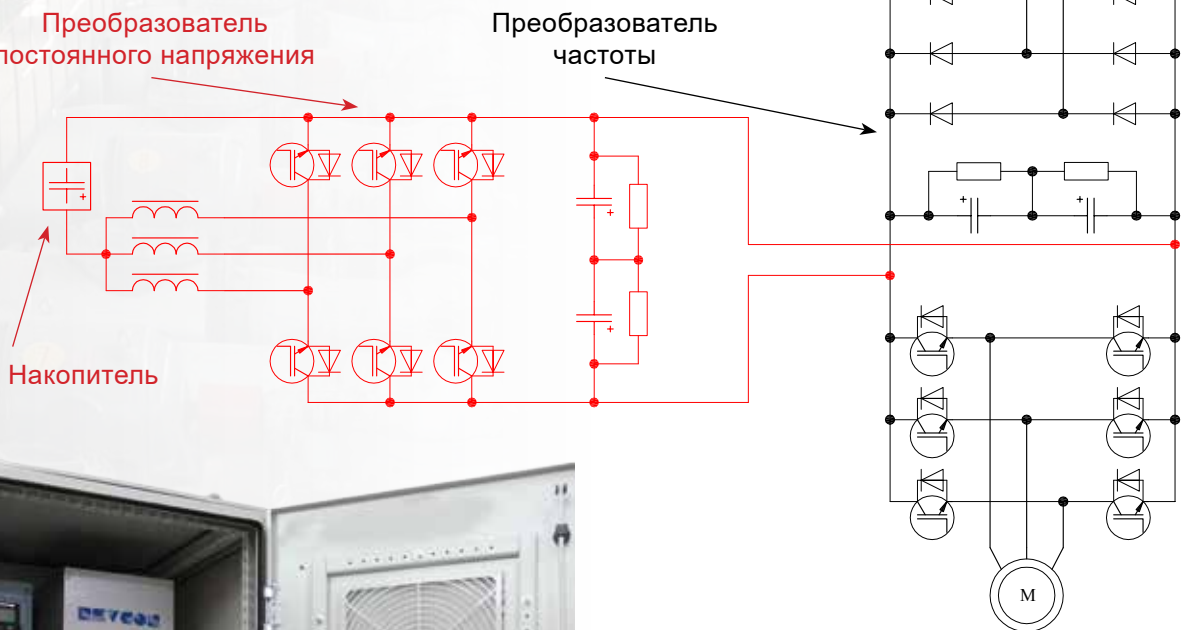 Преобразователь
постоянного напряжения
Преобразователь
частоты
+
+
+
+
+
Накопитель
M